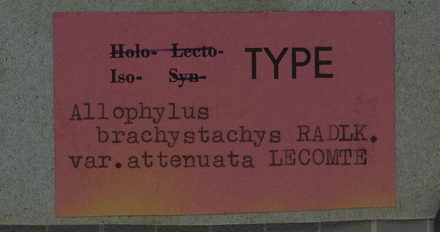 Holo- Lecto- TYPE
Iso- Syn-
Allophylus
brachystachys RADLK.
var.attenuata LECOMTE